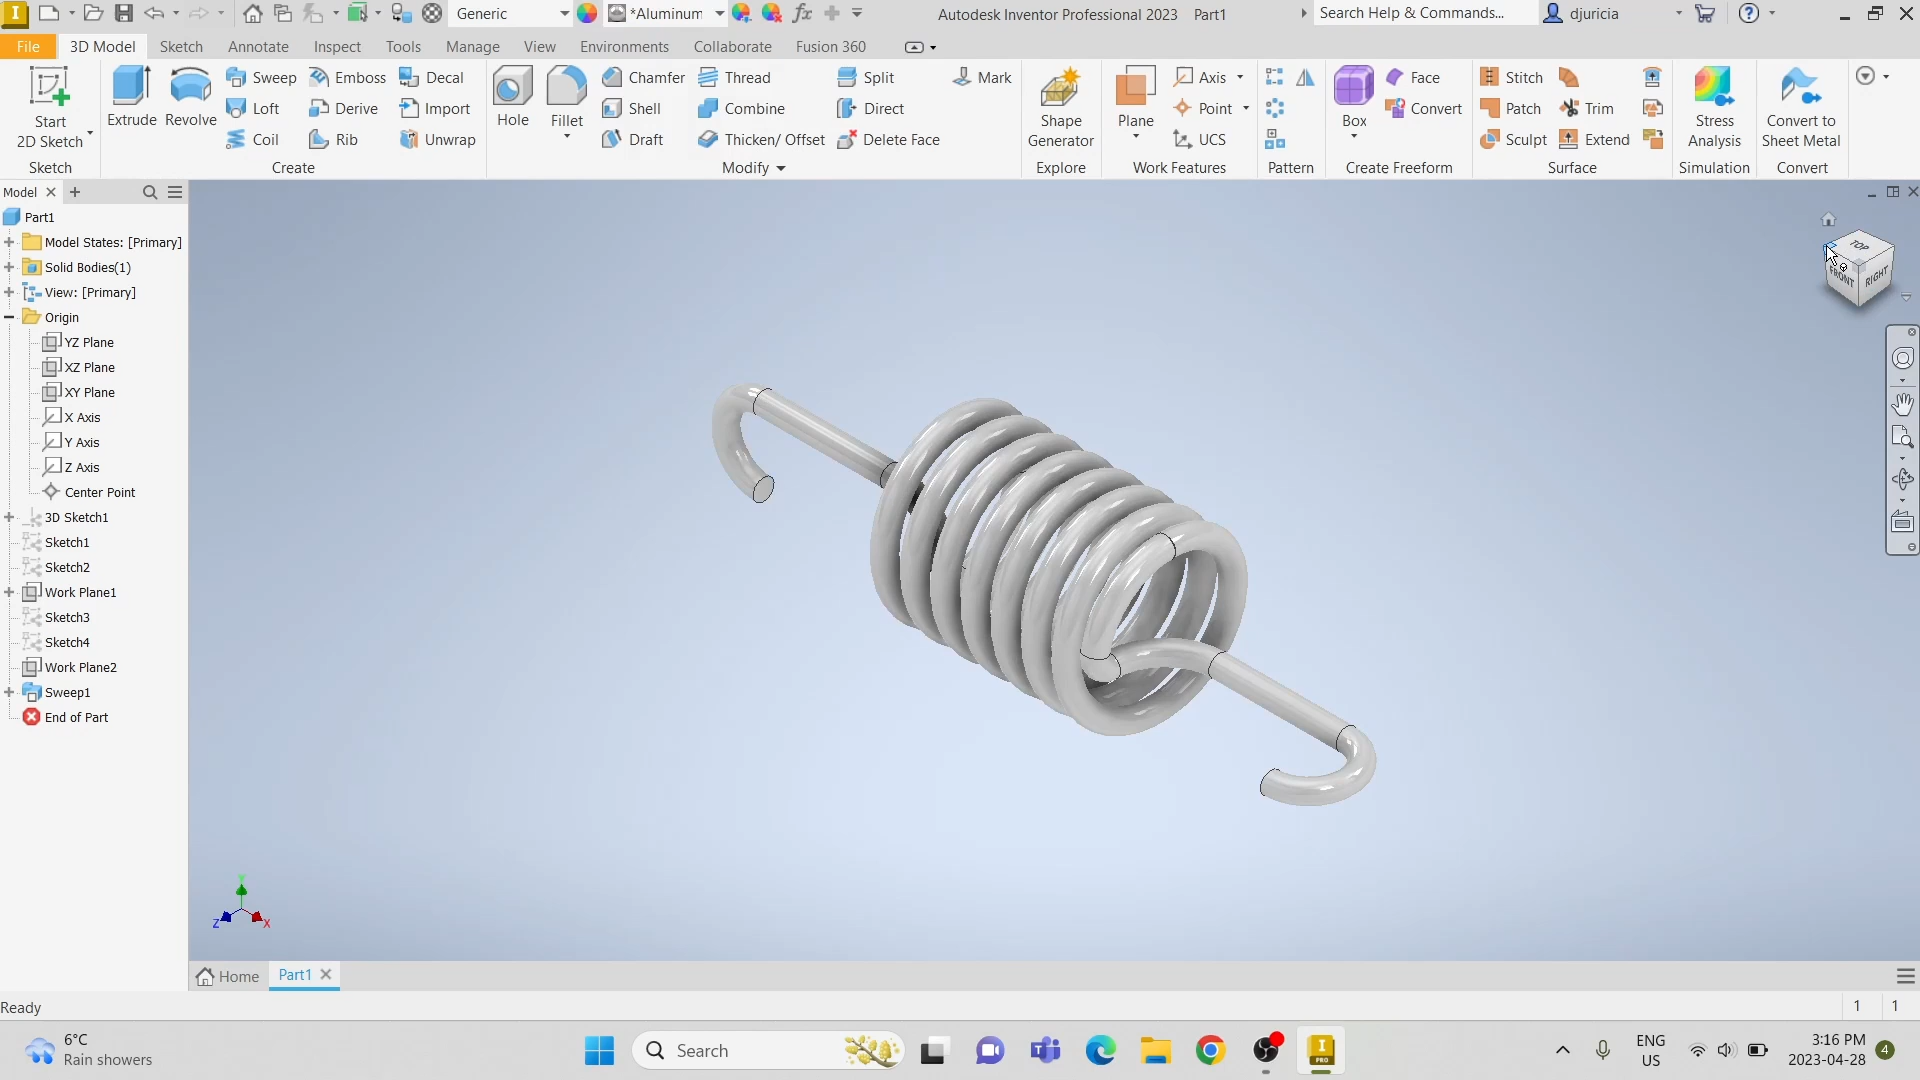 Generic
*Aluminum
Autodesk Inventor Professional 2023 Part1
Search Help & Commands...
djuricia
File
3D Model
Sketch
Annotate
Inspect
Tools
Manage
View
Environments
Collaborate
Fusion 360
Start
2D Sketch
Sketch
Extrude
Revolve
Sweep
Loft
Coil
Emboss
Derive
Rib
Decal
Import
Unwrap
Create
Hole
Fillet
Chamfer
Shell
Draft
Thread
Combine
Thicken/ Offset
Split
Direct
Delete Face
Mark
Modify
Shape
Generator
Explore
Plane
Axis
Point
UCS
Work Features
Pattern
Box
Face
Convert
Create Freeform
Stitch
Patch
Sculpt
Trim
Extend
Surface
Stress
Analysis
Simulation
Convert to
Sheet Metal
Convert
Model
Part1
Model States: [Primary]
Solid Bodies(1)
View: [Primary]
Origin
YZ Plane
XZ Plane
XY Plane
X Axis
Y Axis
Z Axis
Center Point
3D Sketch1
Sketch1
Sketch2
Work Plane1
Sketch3
Sketch4
Work Plane2
Sweep1
End of Part
TOP
FRONT
RIGHT
Y
Z
X
Home
Part1
Ready
1
1
6°C
Rain showers
Search
I
PRO
ENG
US
3:16 PM
2023-04-28
4